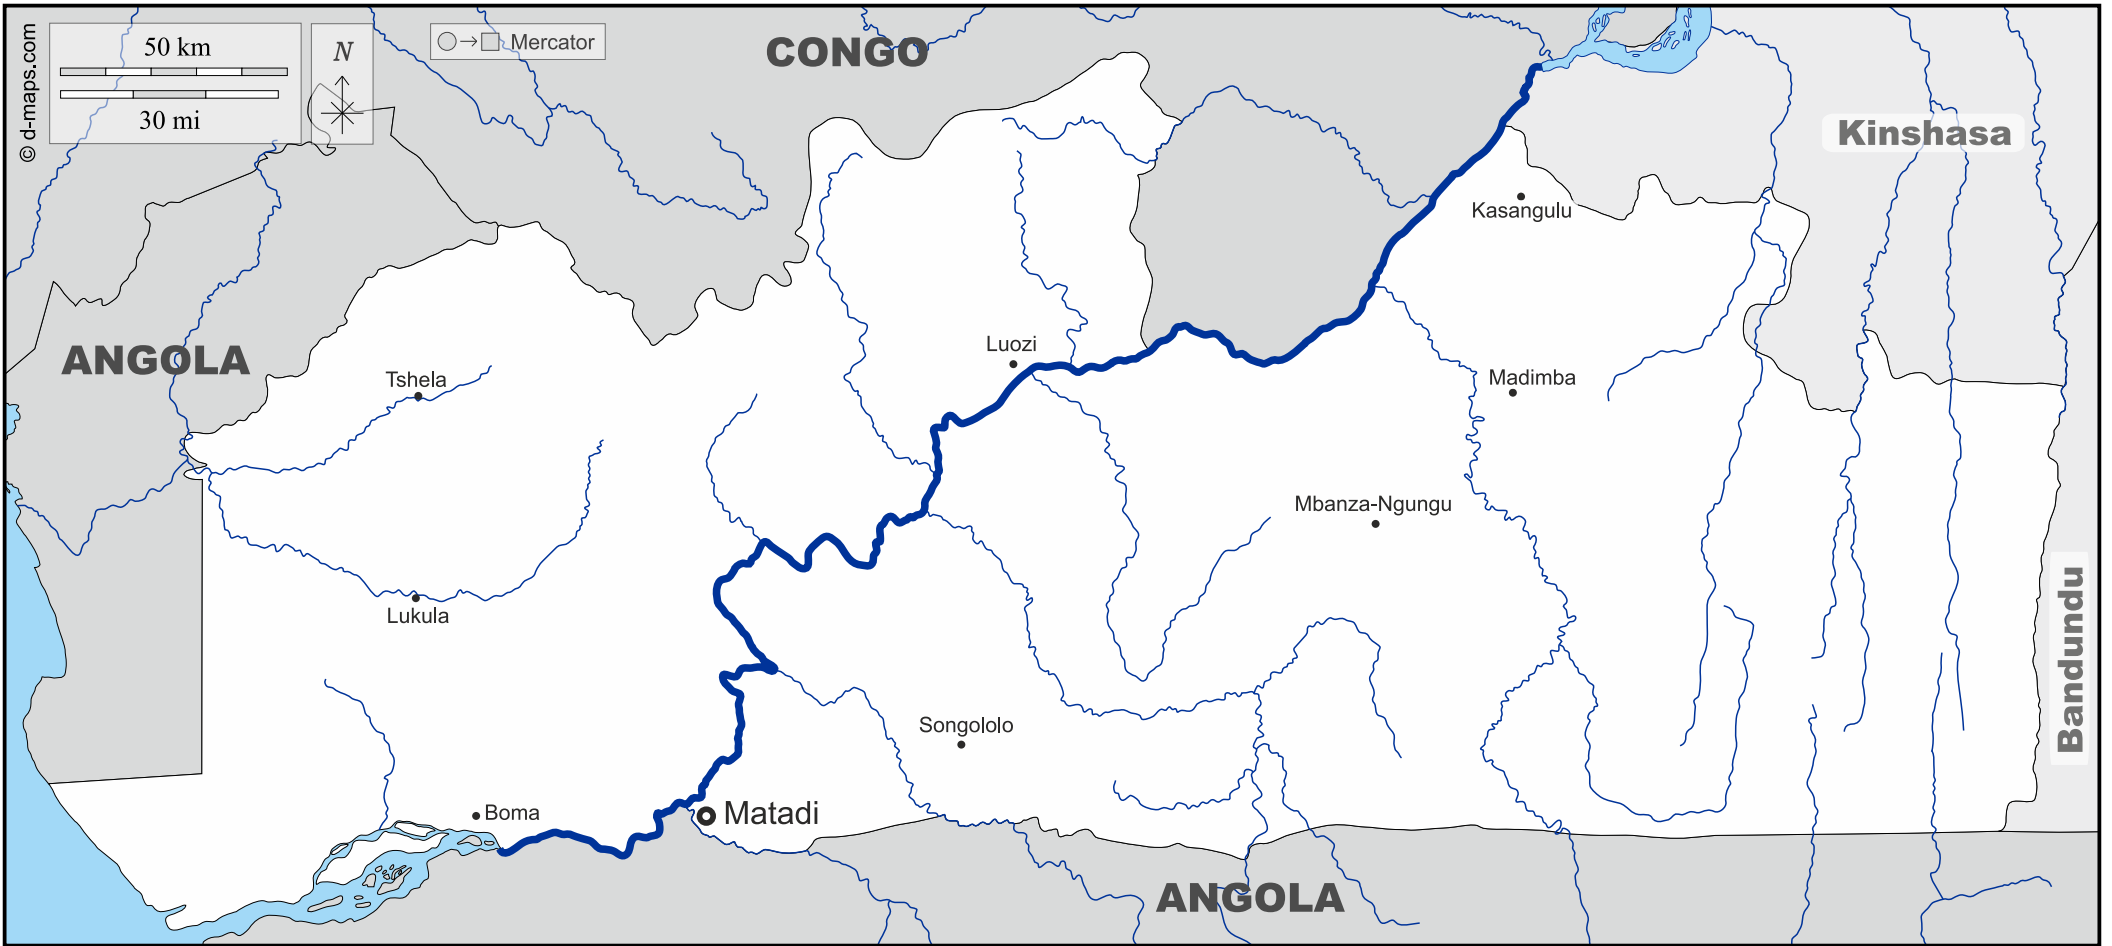 © d-maps.com
50 km
30 mi
N
Mercator
CONGO
Kinshasa
Kasangulu
ANGOLA
Luozi
Tshela
Madimba
Mbanza-Ngungu
Lukula
Bandundu
Songololo
Boma
Matadi
ANGOLA